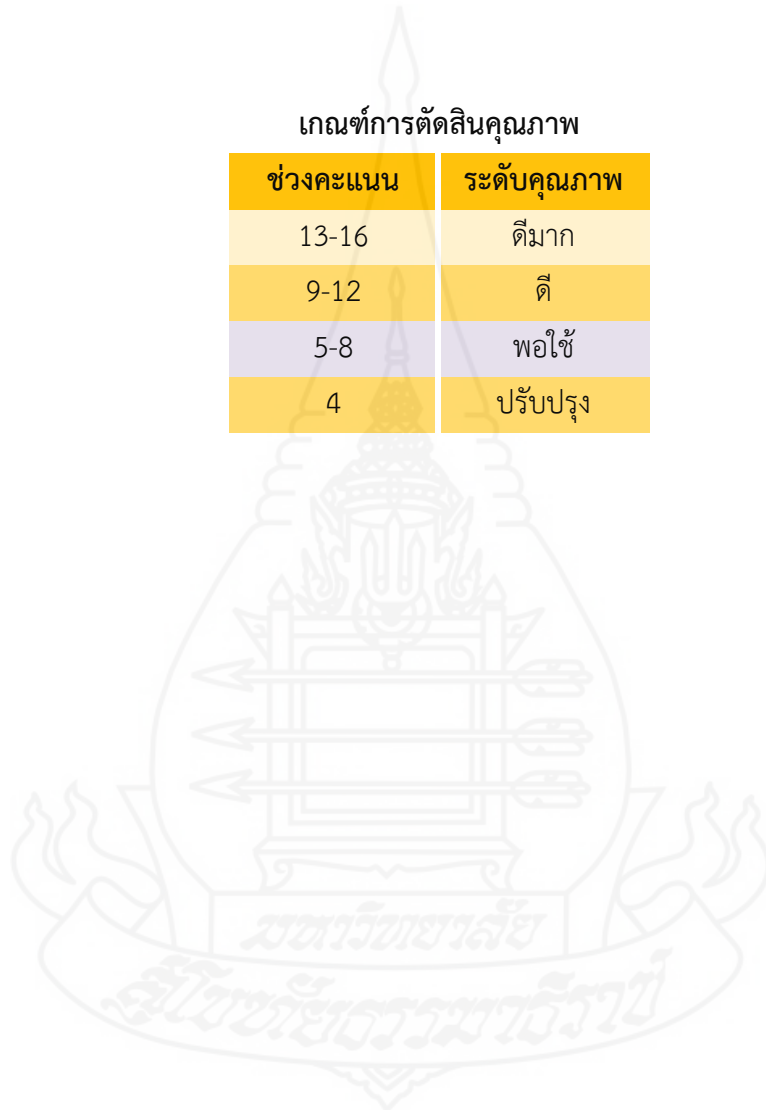 เกณฑ์การตัดสินคุณภาพ
ช่วงคะแนน ระดับคุณภาพ
13-16 ดีมาก
9-12 ดี
5-8 พอใช้
4 ปรับปรุง
มหาวิทยาลัย
สุโขทัยธรรมาธิราช